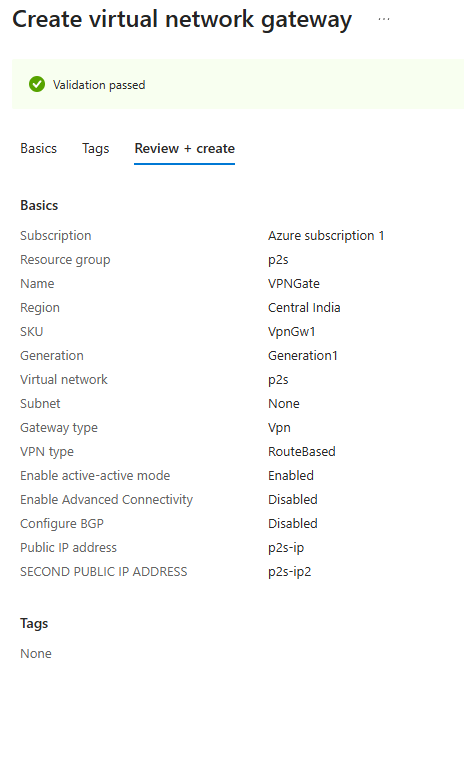 Create virtual network gateway ...
Validation passed
Basics Tags Review + create
Basics
Subscription Azure subscription 1
Resource group p2s
Name VPNGate
Region Central India
SKU VpnGw1
Generation Generation1
Virtual network p2s
Subnet None
Gateway type Vpn
VPN type RouteBased
Enable active-active mode Enabled
Enable Advanced Connectivity Disabled
Configure BGP Disabled
Public IP address p2s-ip
SECOND PUBLIC IP ADDRESS p2s-ip2
Tags
None